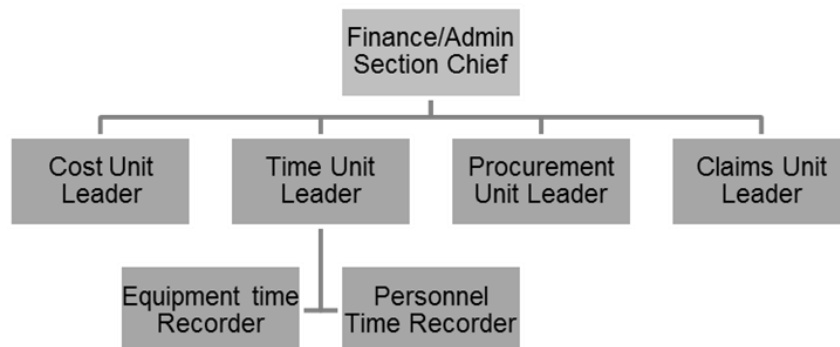 Finance/Admin
Section Chief
Cost Unit
Leader
Time Unit
Leader
Procurement
Unit Leader
Claims Unit
Leader
Equipment time
Recorder
Personnel
Time Recorder